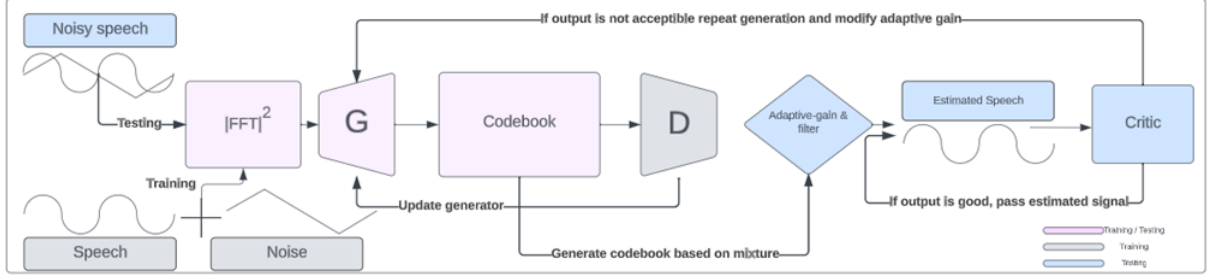 If output is not acceptible repeat generation and modify adaptive gain
Noisy speech
Testing
|FFT|2
G
Codebook
D
Adaptive-gain &
filter
Estimated Speech
Critic
Training
Update generator
If output is good, pass estimated signal
Speech
Noise
Generate codebook based on mixture
Training / Testing
Training
Testing